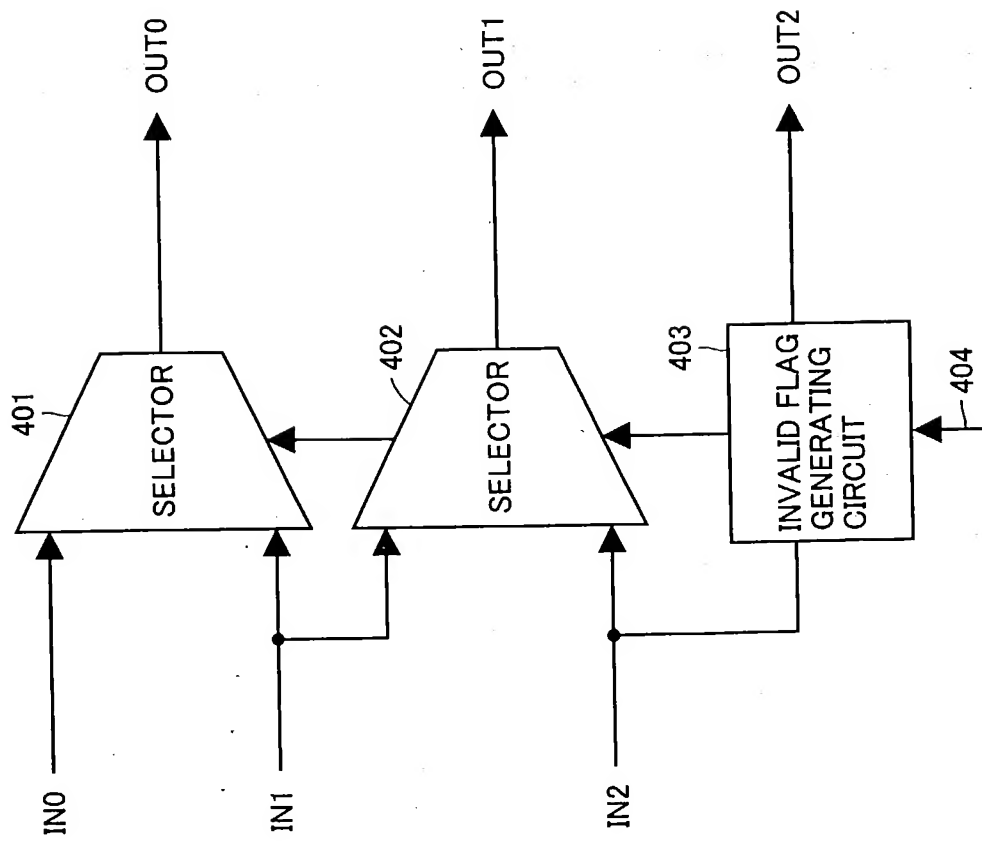 401
SELECTOR
OUT0
IN0
402
SELECTOR
OUT1
IN1
403
INVALID FLAG
GENERATING
CIRCUIT
OUT2
IN2
404